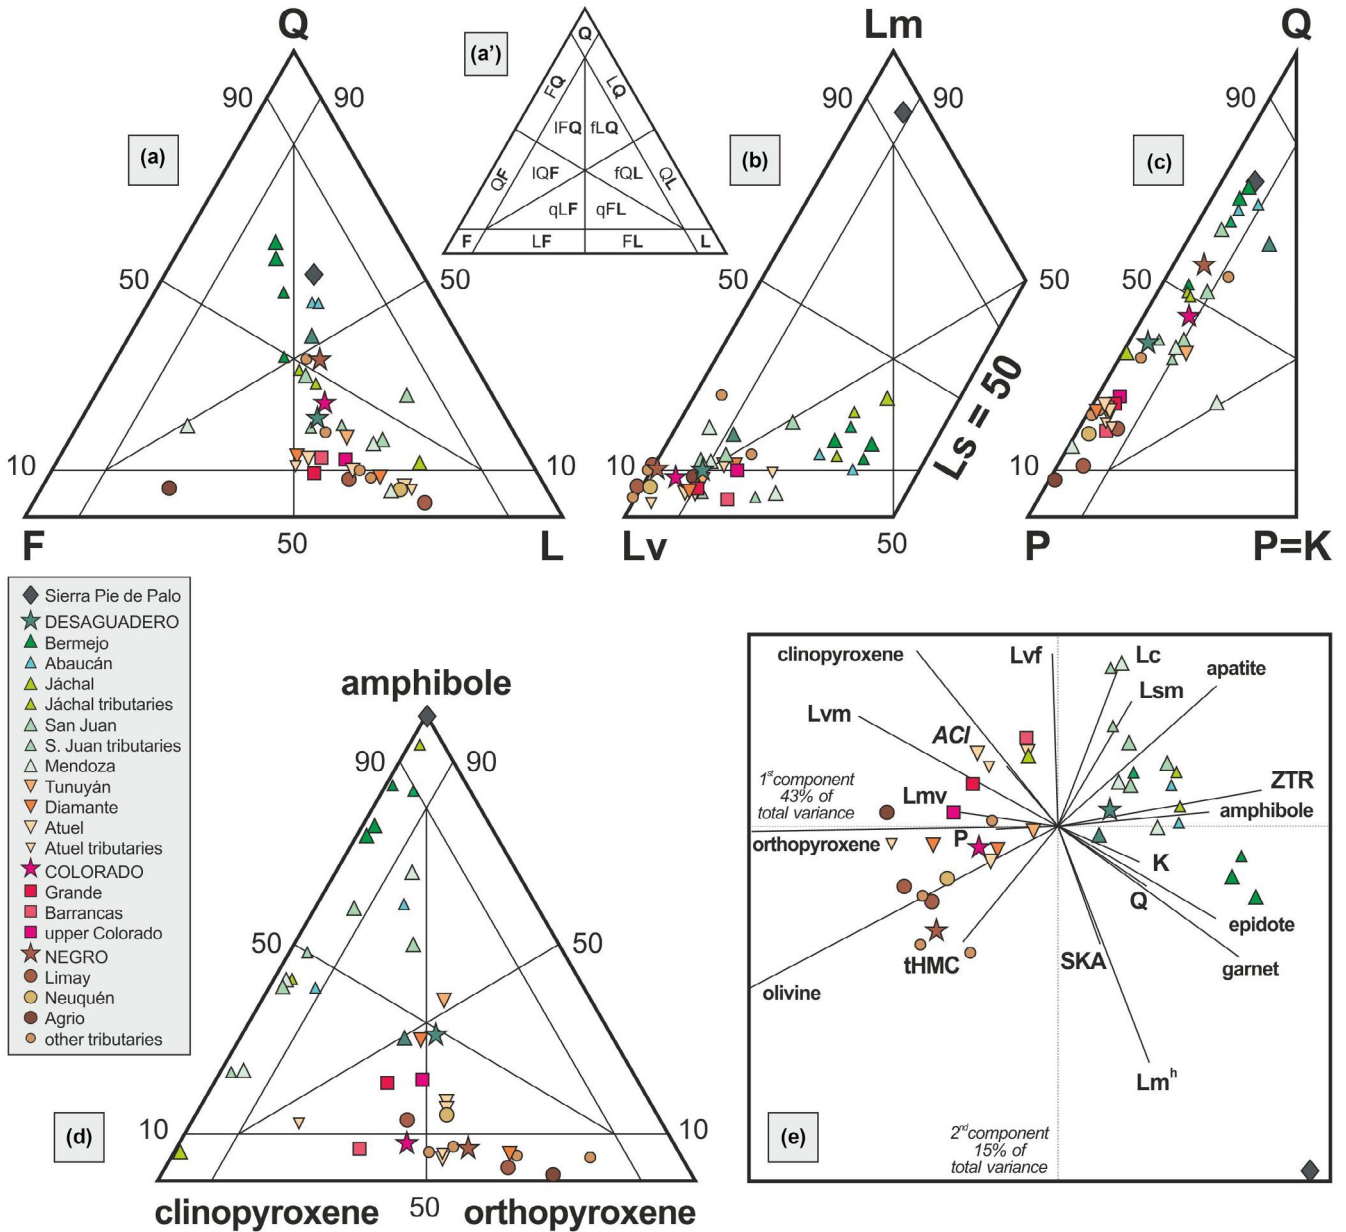 Q
90
90
(a)
50
50
10
10
F
50
L
(a')
Q
FQ
LQ
lFQ
fLQ
QF
lQF
fQL
QL
qLF
qFL
F
LF
FL
L
Lm
90
90
(b)
50
50
10
Ls = 50
Lv
50
Q
90
(c)
50
10
P
P=K
Sierra Pie de Palo
DESAGUADERO
Bermejo
Abaucán
Jáchal
Jáchal tributaries
San Juan
S. Juan tributaries
Mendoza
Tunuyán
Diamante
Atuel
Atuel tributaries
COLORADO
Grande
Barrancas
upper Colorado
NEGRO
Limay
Neuquén
Agrio
other tributaries
amphibole
90
90
50
50
10
10
(d)
clinopyroxene
50
orthopyroxene
clinopyroxene
Lvf
Lc
apatite
Lsm
Lvm
ACI
1st component
43% of
total variance
Lmv
ZTR
amphibole
orthopyroxene
P
K
Q
epidote
tHMC
SKA
garnet
olivine
Lmh
2nd component
15% of
total variance
(e)